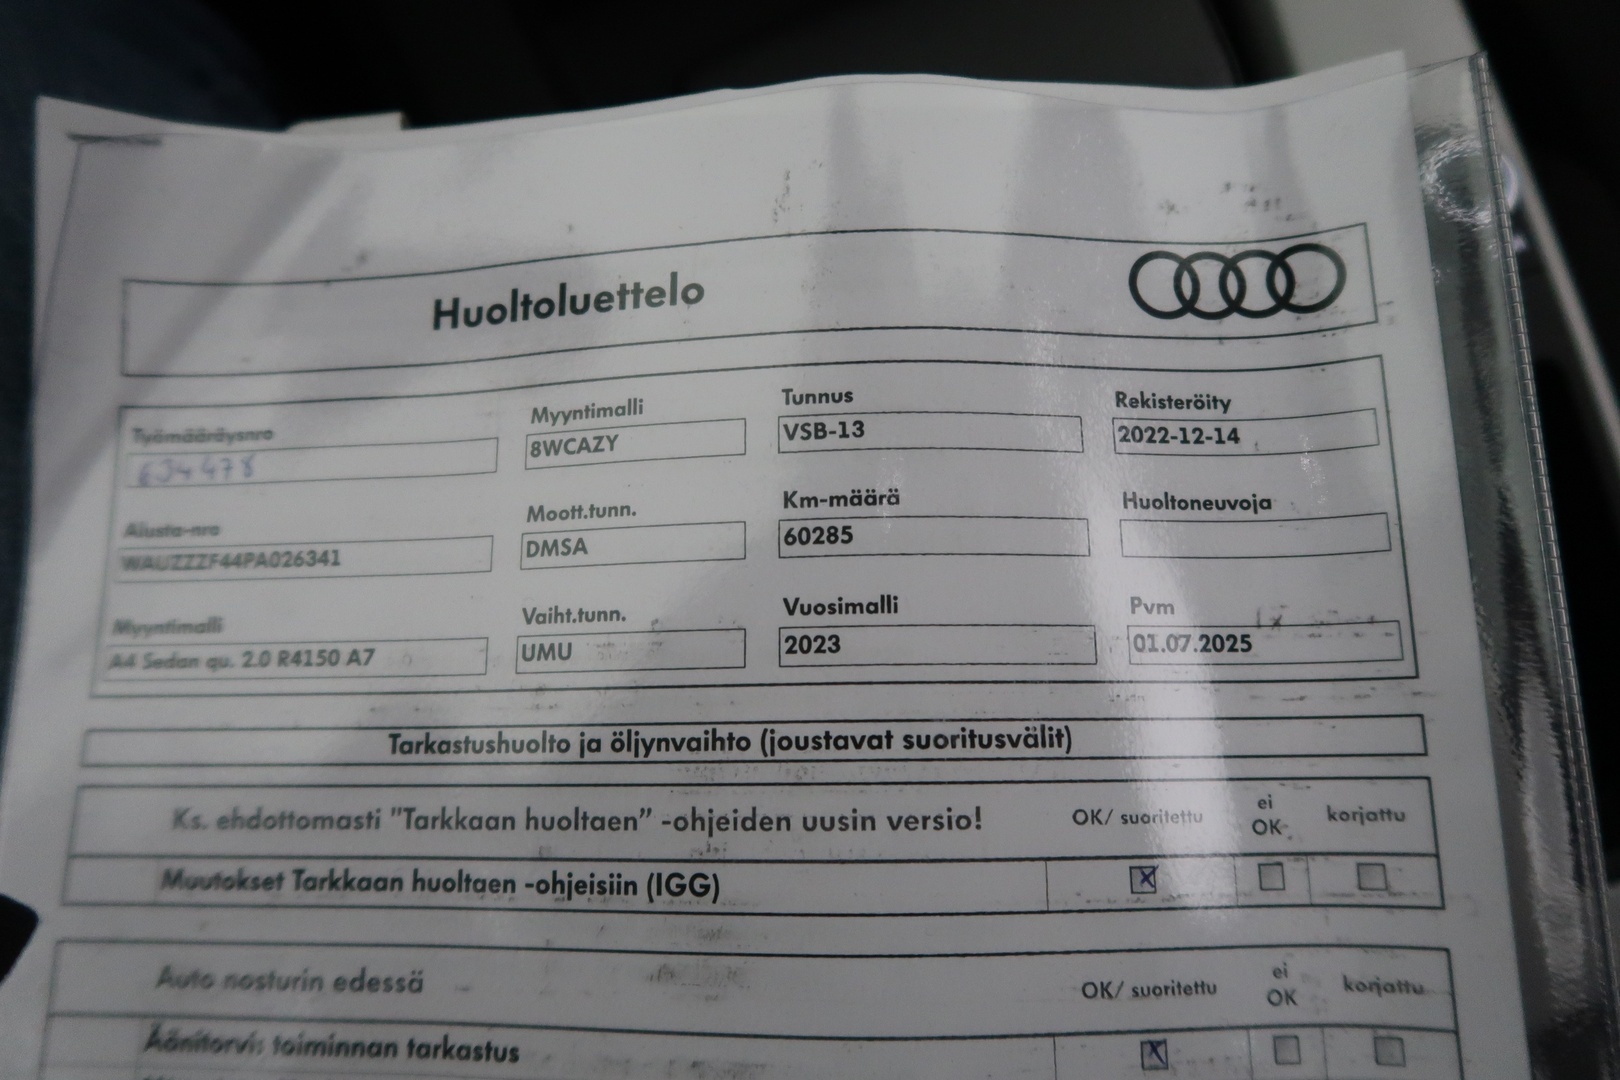 Huoltoluettelo
Työmääräysnro
Myyntimalli
Tunnus
Rekisteröity
634478
8WCAZY
VSB-13
2022-12-14
Alusta-nro
Moott.tunn.
Km-määrä
Huoltoneuvoja
WAUZZZF44PA026341
DMSA
60285
Myyntimalli
Vaiht.tunn.
Vuosimalli
Pvm
A4 Sedan qu. 2.0 R4150 A7
UMU
2023
01.07.2025
Tarkastushuolto ja öljynvaihto (joustavat suoritusvälit)
Ks. ehdottomasti "Tarkkaan huoltaen" -ohjeiden uusin versio!
OK/ suoritettu
ei
OK
korjattu
Muutokset Tarkkaan huoltaen -ohjeisiin (IGG)
Auto nosturin edessä
OK/ suoritettu
ei
OK
korjattu
Äänitorvis toiminnan tarkastus